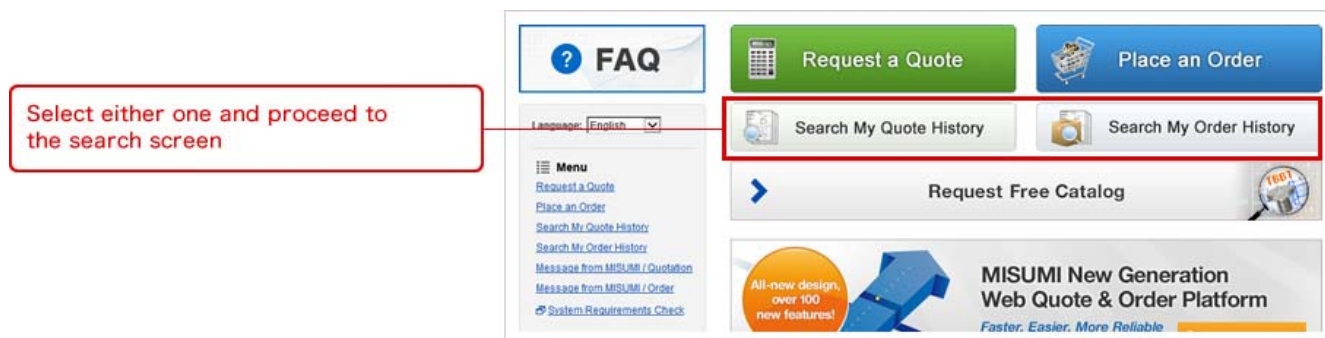 Select either one and proceed to
the search screen
? FAQ
Language: English
Menu
Request a Quote
Place an Order
Search My Quote History
Search My Order History
Message from MISUMI / Quotation
Message from MISUMI / Order
System Requirements Check
Request a Quote
Place an Order
Search My Quote History
Search My Order History
Request Free Catalog
All-new design,
over 100
new features!
MISUMI New Generation
Web Quote & Order Platform
Faster, Easier, More Reliable